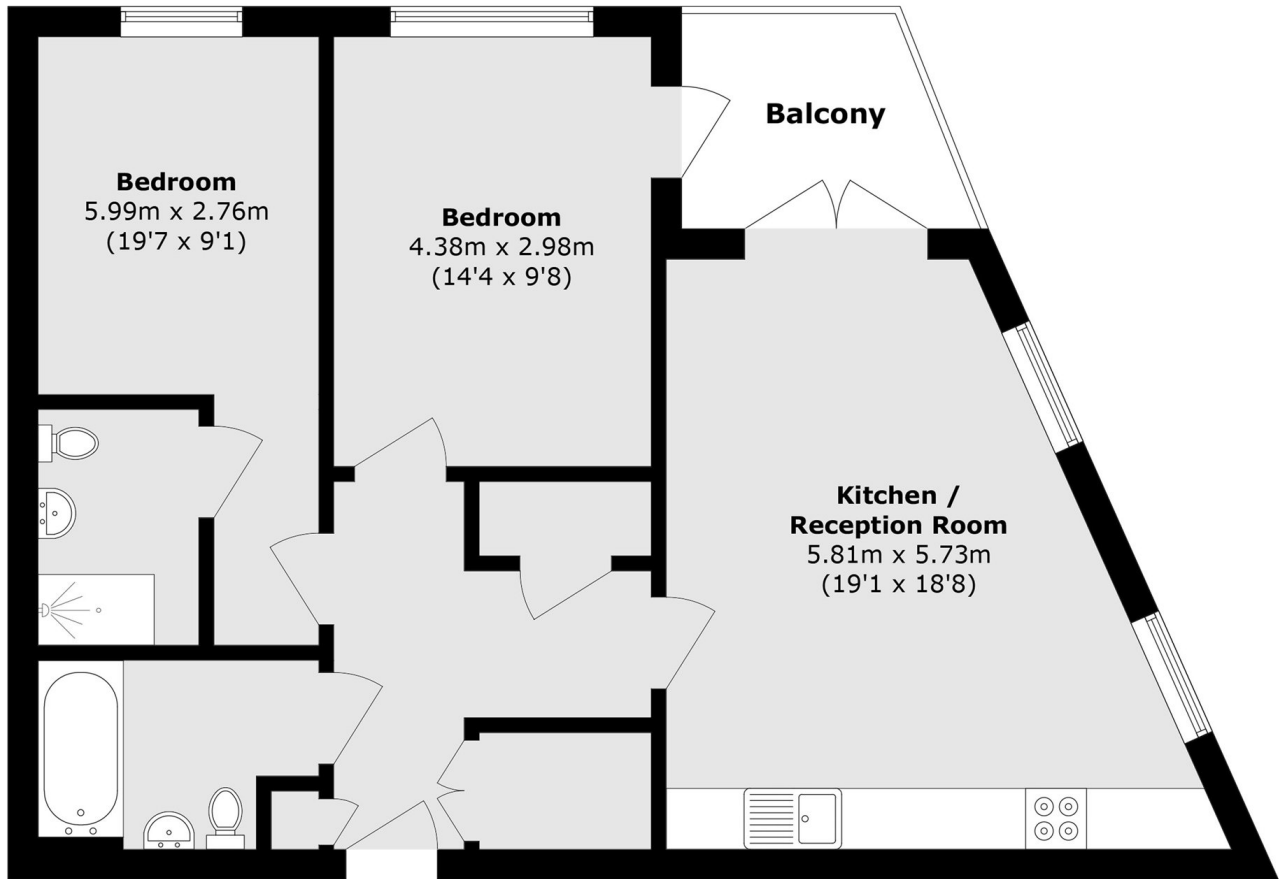 Bedroom
5.99m x 2.76m
(19'7 x 9'1)
Bedroom
4.38m x 2.98m
(14'4 x 9'8)
Balcony
Kitchen /
Reception Room
5.81m x 5.73m
(19'1 x 18'8)